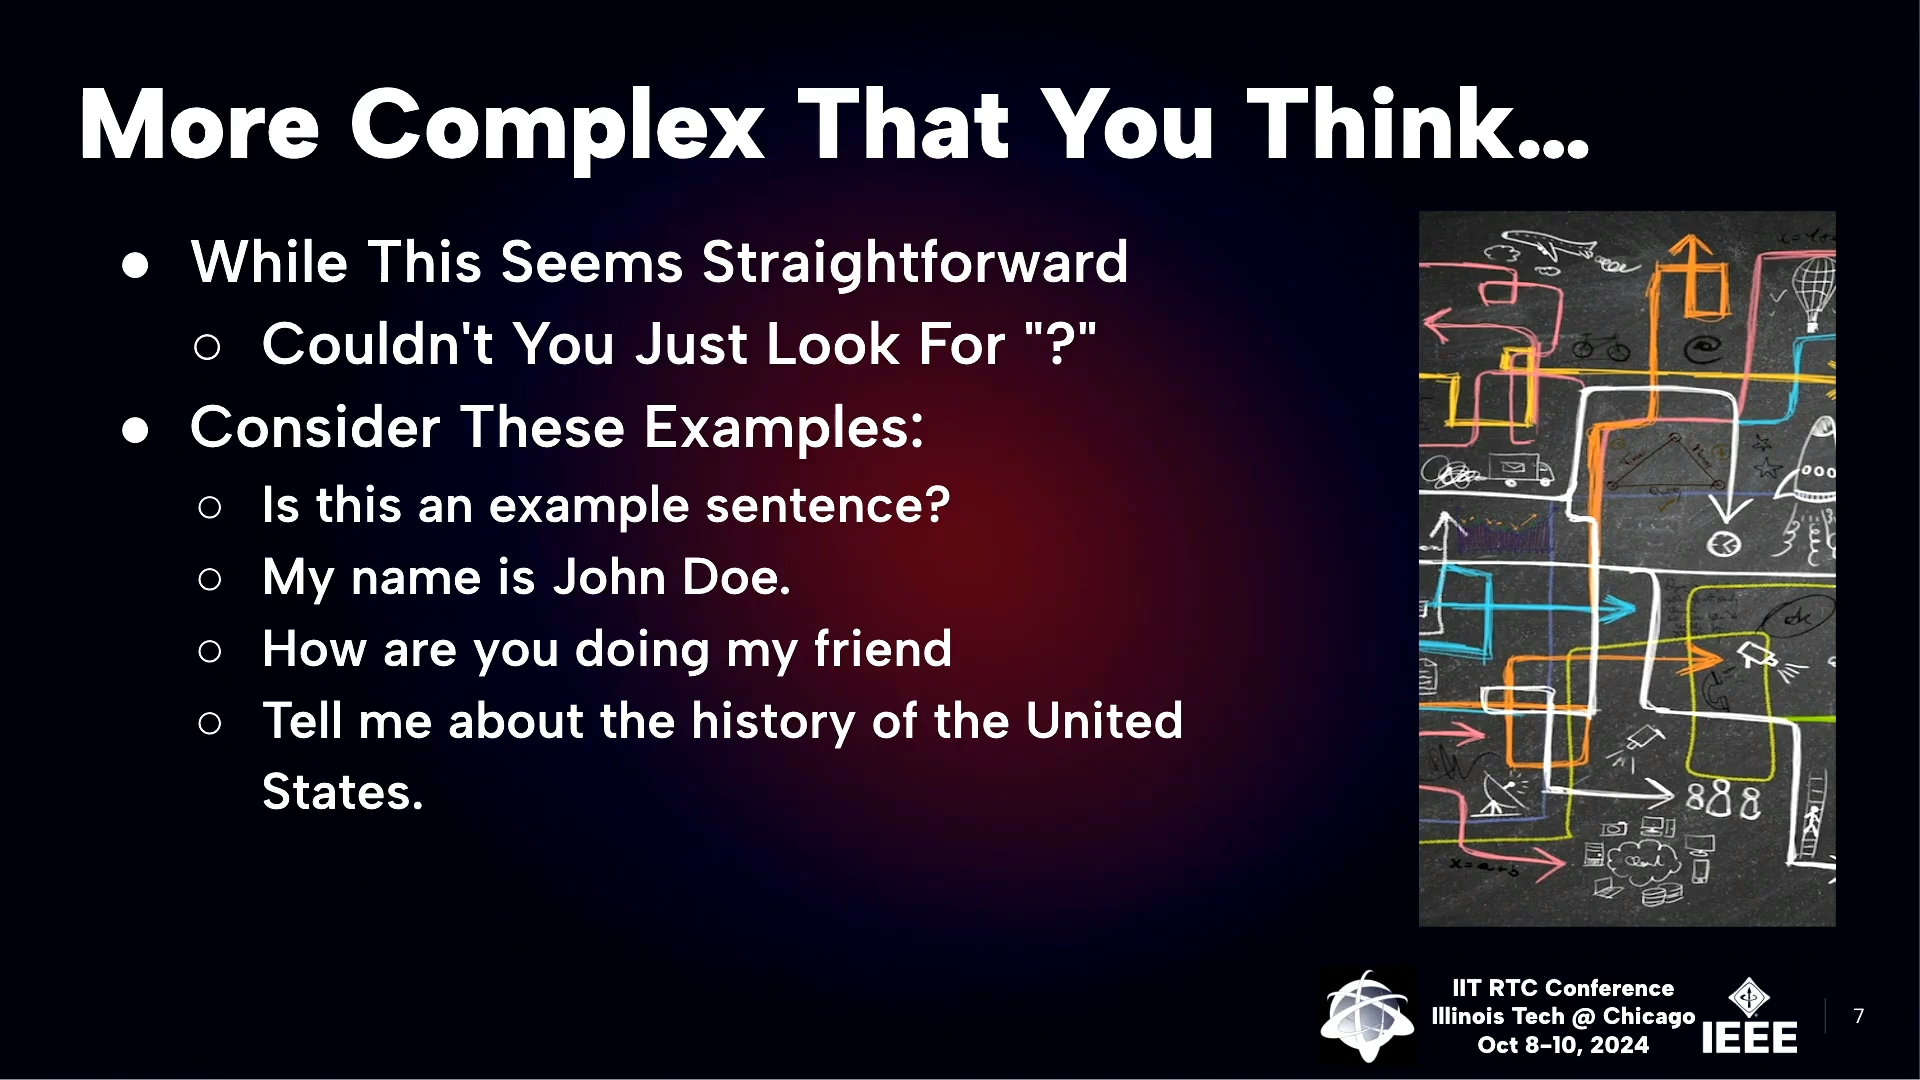 More Complex That You Think...
● While This Seems Straightforward
○ Couldn't You Just Look For "?"
● Consider These Examples:
○ Is this an example sentence?
○ My name is John Doe.
○ How are you doing my friend
○ Tell me about the history of the United
States.
@
x=a+b
IIT RTC Conference
Illinois Tech @ Chicago
Oct 8-10, 2024
IEEE
7